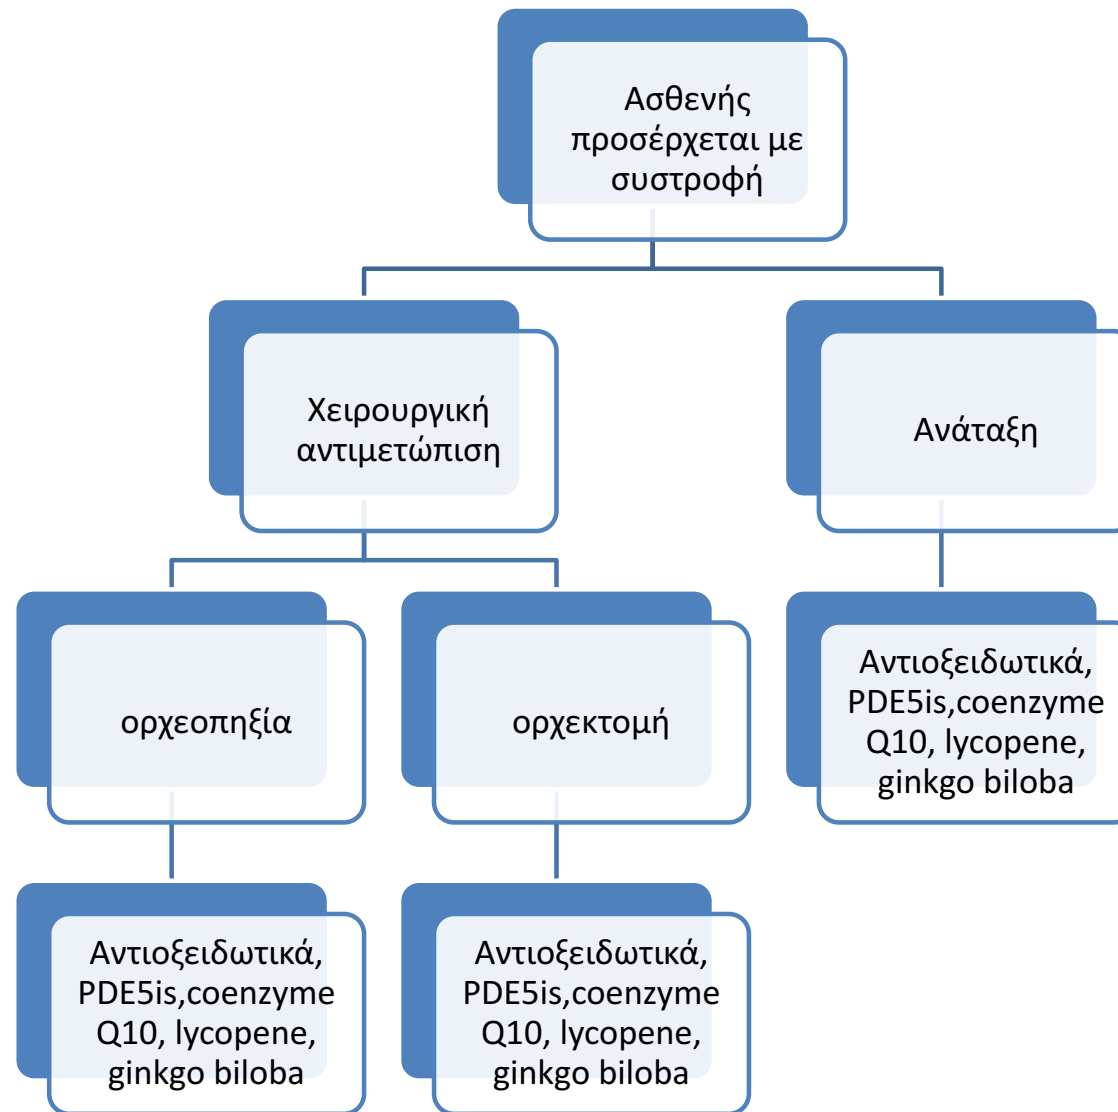 Ασθενής
προσέρχεται με
συστροφή
Χειρουργική
αντιμετώπιση
Ανάταξη
ορχεοπηξία
ορχεκτομή
Αντιοξειδωτικά,
PDE5is,coenzyme
Q10, lycopene,
ginkgo biloba
Αντιοξειδωτικά,
PDE5is,coenzyme
Q10, lycopene,
ginkgo biloba
Αντιοξειδωτικά,
PDE5is,coenzyme
Q10, lycopene,
ginkgo biloba